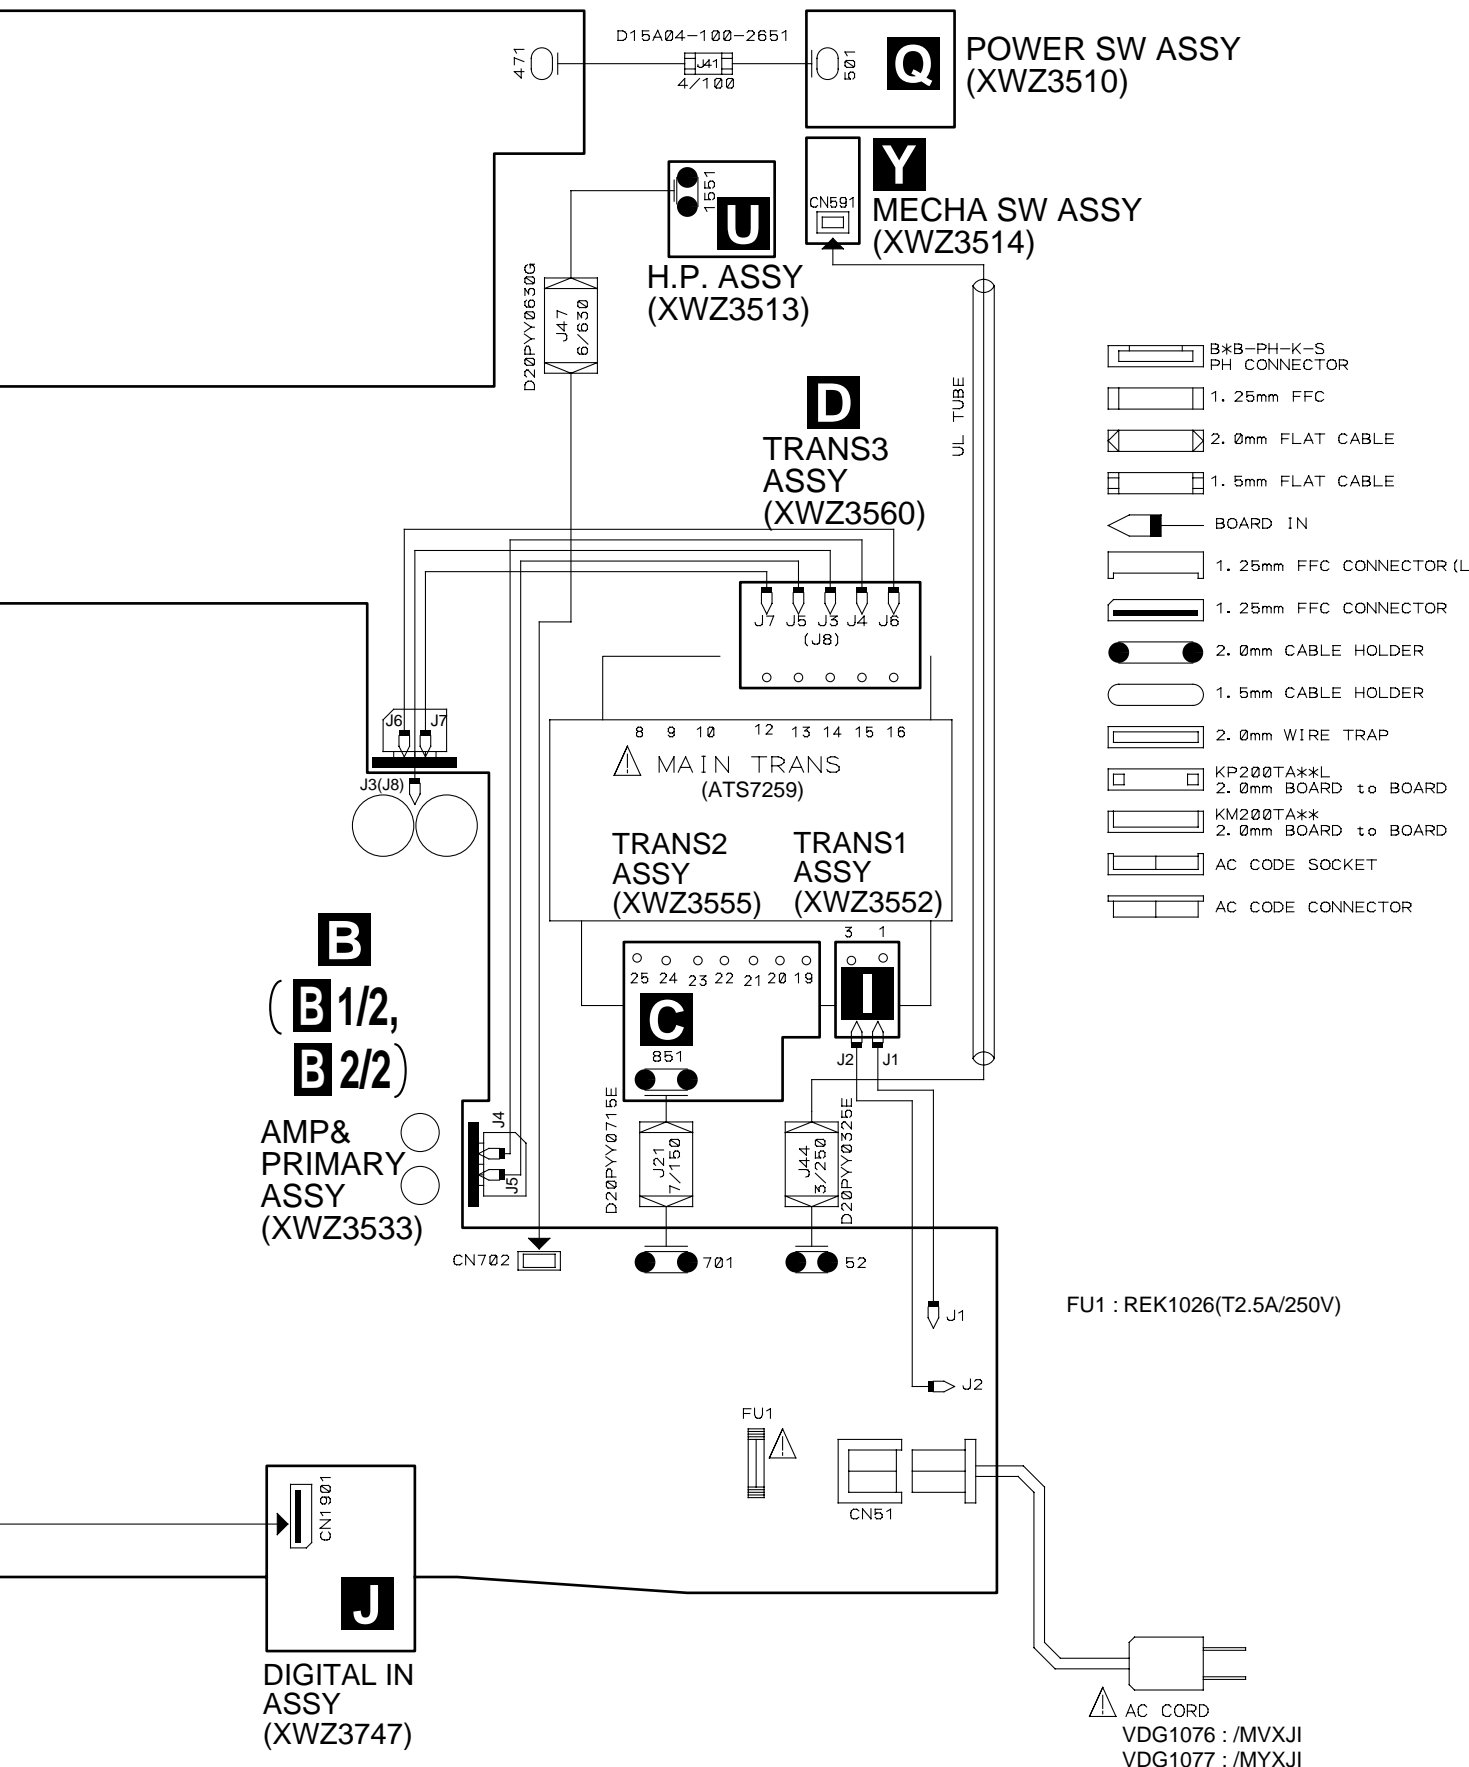 D15A04-100-2651
471
J41
4/100
501
Q
POWER SW ASSY
(XWZ3510)
1551
U
H.P. ASSY
(XWZ3513)
CN591
Y
MECHA SW ASSY
(XWZ3514)
D20PYY0630G
J47
6/630
UL TUBE
D
TRANS3
ASSY
(XWZ3560)
B*B-PH-K-S
PH CONNECTOR
1.25mm FFC
2.0mm FLAT CABLE
1.5mm FLAT CABLE
BOARD IN
1.25mm FFC CONNECTOR(L
1.25mm FFC CONNECTOR
2.0mm CABLE HOLDER
1.5mm CABLE HOLDER
2.0mm WIRE TRAP
KP200TA**L
2.0mm BOARD to BOARD
KM200TA**
2.0mm BOARD to BOARD
AC CODE SOCKET
AC CODE CONNECTOR
J7 J5 J3 J4 J6
(J8)
J6 J7
J3(J8)
8 9 10 12 13 14 15 16
MAIN TRANS
(ATS7259)
TRANS2
ASSY
(XWZ3555)
TRANS1
ASSY
(XWZ3552)
3 1
25 24 23 22 21 20 19
C
851
I
J2 J1
B
(B 1/2,
B 2/2)
AMP&
PRIMARY
ASSY
(XWZ3533)
J4
J5
D20PYY0715E
J21
7/150
J44
3/250
D20PYY0325E
CN702
701
52
J1
J2
FU1 : REK1026(T2.5A/250V)
FU1
CN51
CN1901
J
DIGITAL IN
ASSY
(XWZ3747)
AC CORD
VDG1076 : /MVXJI
VDG1077 : /MYXJI